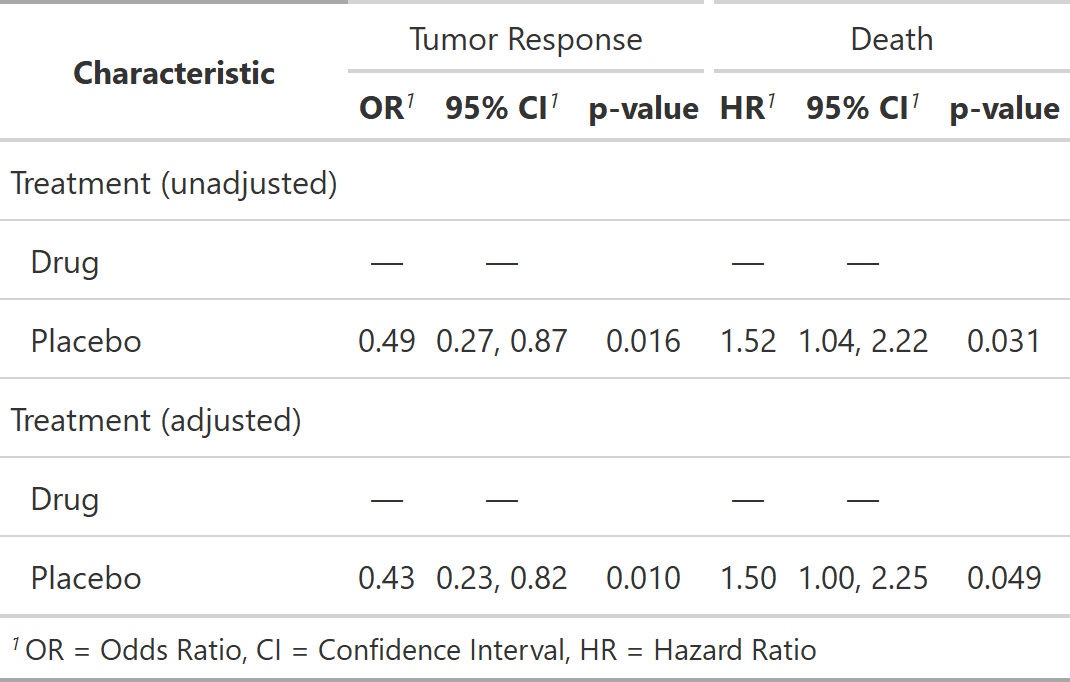 Tumor Response Death
Characteristic
OR1 95% CI1 p-value HR1 95% CI1 p-value
Treatment (unadjusted)
Drug — — — —
Placebo 0.49 0.27, 0.87 0.016 1.52 1.04, 2.22 0.031
Treatment (adjusted)
Drug — — — —
Placebo 0.43 0.23, 0.82 0.010 1.50 1.00, 2.25 0.049
1 OR = Odds Ratio, CI = Confidence Interval, HR = Hazard Ratio